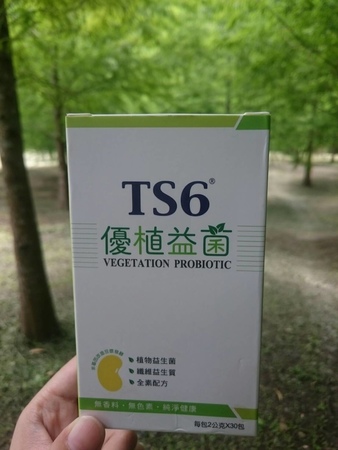 TS6®
優植益菌
VEGETATION PROBIOTIC
植物益生菌
纖維益生質
全素配方
無香料・無色素・純淨健康
每包2公克X30包